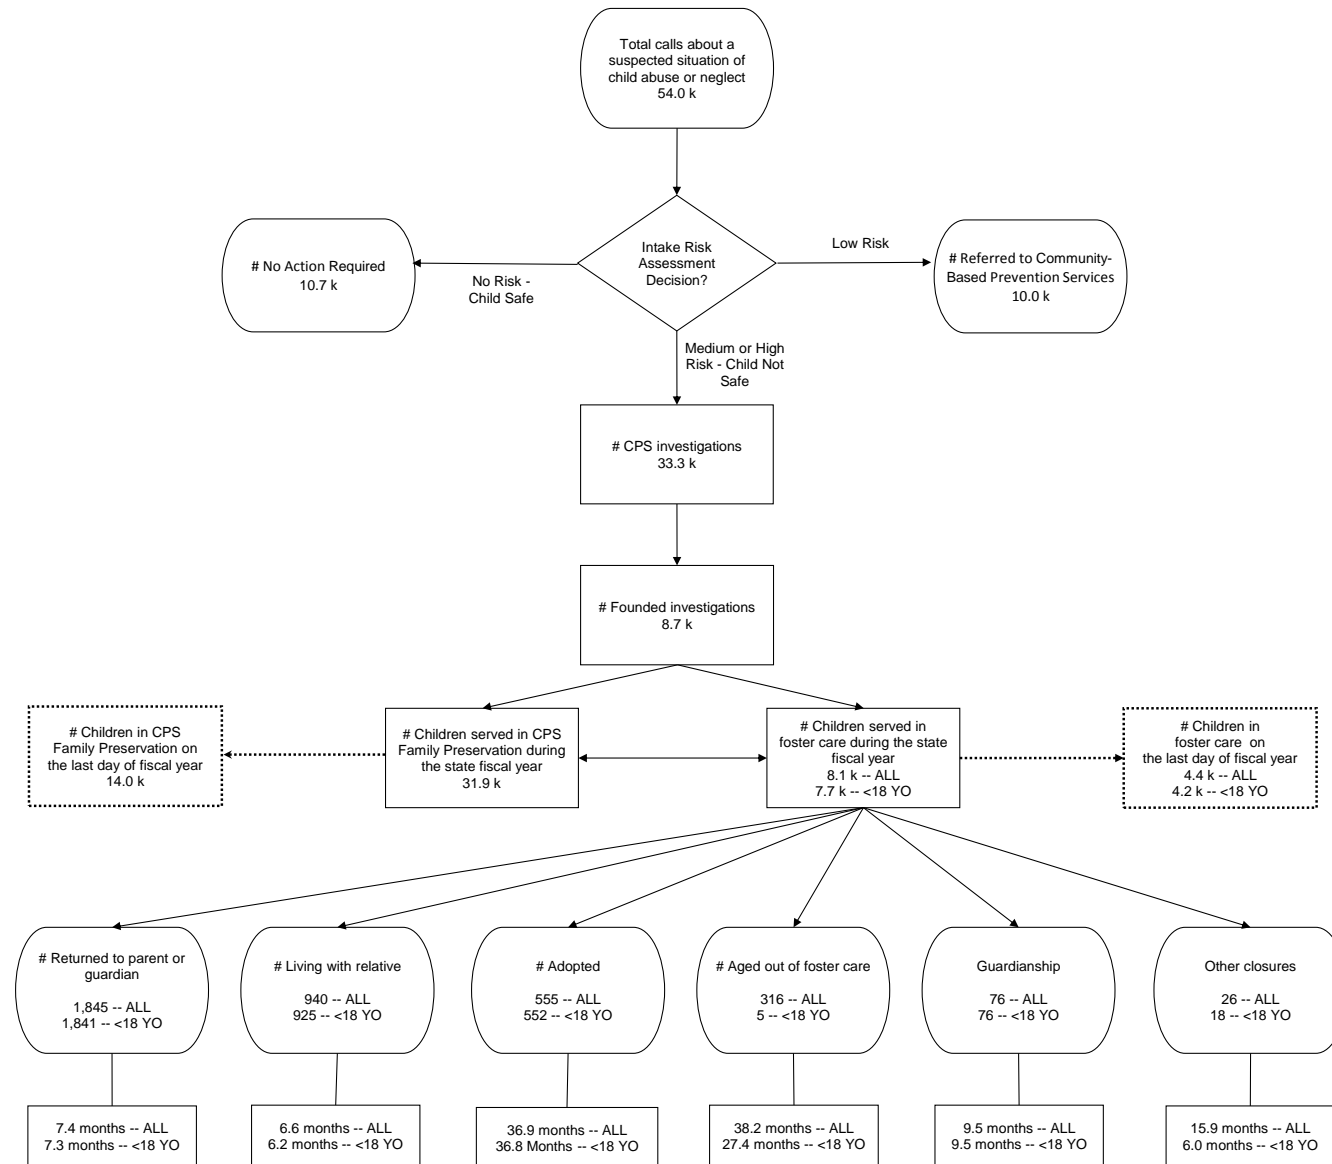 Total calls about a
suspected situation of
child abuse or neglect
54.0 k
Intake Risk
Assessment
Decision?
Low Risk
No Risk -
Child Safe
# No Action Required
10.7 k
# Referred to Community-
Based Prevention Services
10.0 k
Medium or High
Risk - Child Not
Safe
# CPS investigations
33.3 k
# Founded investigations
8.7 k
# Children in CPS
Family Preservation on
the last day of fiscal year
14.0 k
# Children served in CPS
Family Preservation during
the state fiscal year
31.9 k
# Children served in
foster care during the state
fiscal year
8.1 k -- ALL
7.7 k -- <18 YO
# Children in
foster care  on
the last day of fiscal year
4.4 k -- ALL
4.2 k -- <18 YO
# Returned to parent or
guardian
1,845 -- ALL
1,841 -- <18 YO
# Living with relative
940 -- ALL
925 -- <18 YO
# Adopted
555 -- ALL
552 -- <18 YO
# Aged out of foster care
316 -- ALL
5 -- <18 YO
Guardianship
76 -- ALL
76 -- <18 YO
Other closures
26 -- ALL
18 -- <18 YO
7.4 months -- ALL
7.3 months -- <18 YO
6.6 months -- ALL
6.2 months -- <18 YO
36.9 months -- ALL
36.8 Months -- <18 YO
38.2 months -- ALL
27.4 months -- <18 YO
9.5 months -- ALL
9.5 months -- <18 YO
15.9 months -- ALL
6.0 months -- <18 YO